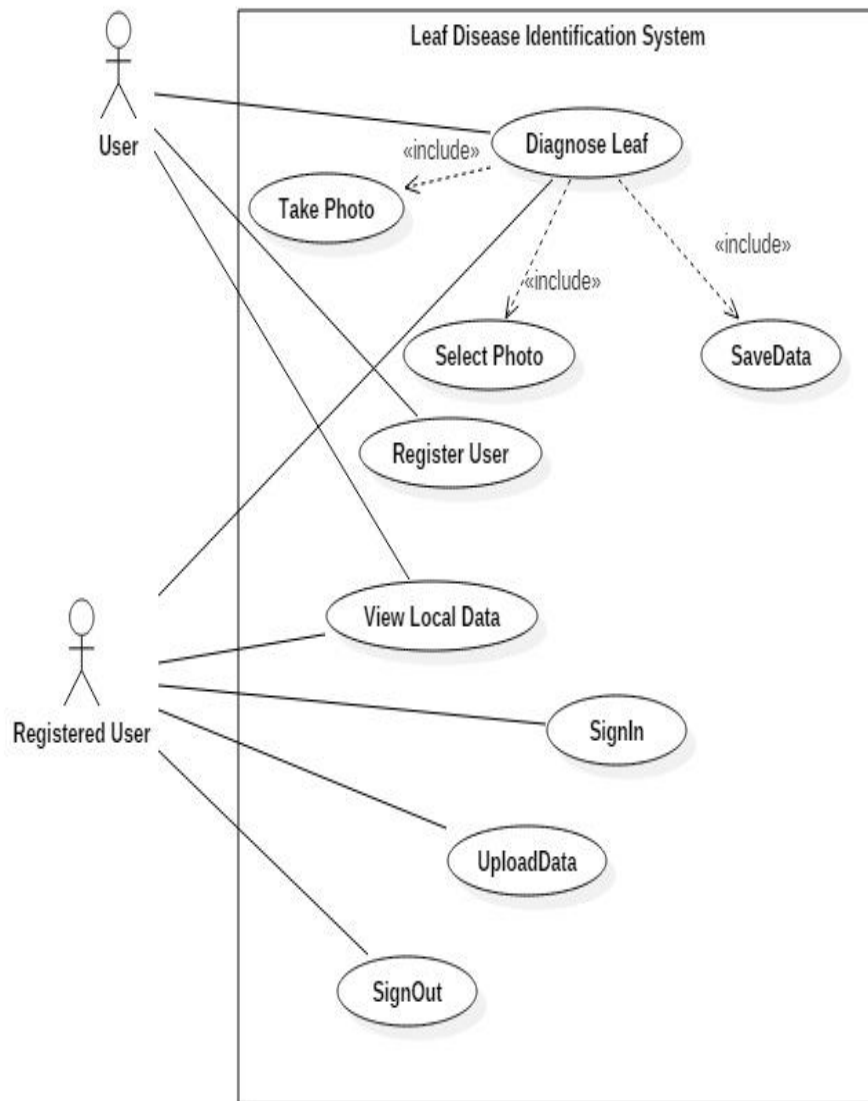 Leaf Disease Identification System
User
Diagnose Leaf
«include»
Take Photo
«include»
«include»
Select Photo
SaveData
Register User
View Local Data
Registered User
SignIn
UploadData
SignOut